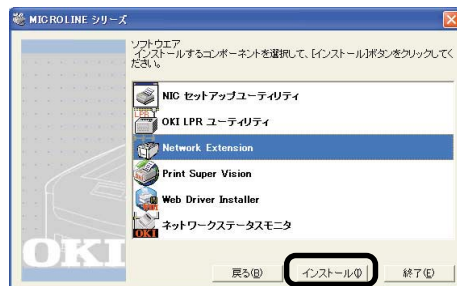 MICROLINE シリーズ
ソフトウエア
インストールするコンポーネントを選択して、[インストール]ボタンをクリックしてく
ださい。
NIC セットアップユーティリティ
LPR
OKI LPR ユーティリティ
Network Extension
Print Super Vision
Web Driver Installer
OKI
ネットワークステータスモニタ
OKI
戻る(B)
インストール(I)
終了(E)